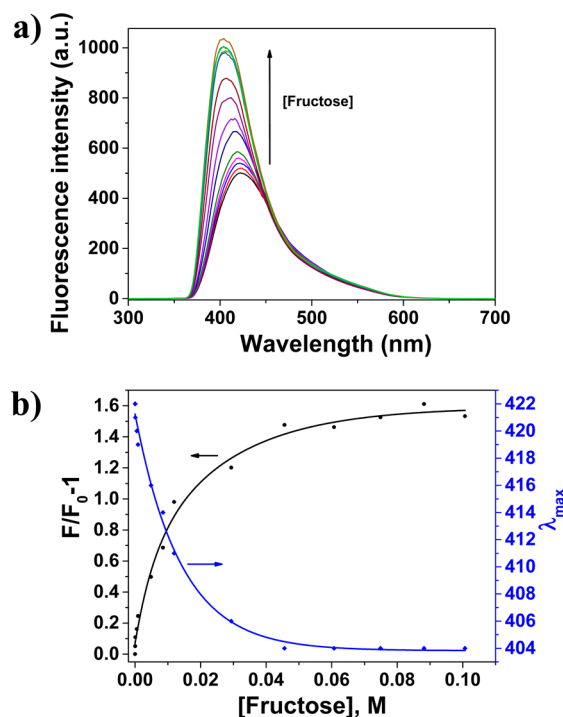 a)
Fluorescence intensity (a.u.)
1000
800
600
400
200
0
[Fructose]
300 400 500 600 700
Wavelength (nm)
b)
F/F0-1
1.6
1.4
1.2
1.0
0.8
0.6
0.4
0.2
0.0
422
420
418
416
414
412
411
410
408
406
404
λmax
0.00 0.02 0.04 0.06 0.08 0.10
[Fructose], M